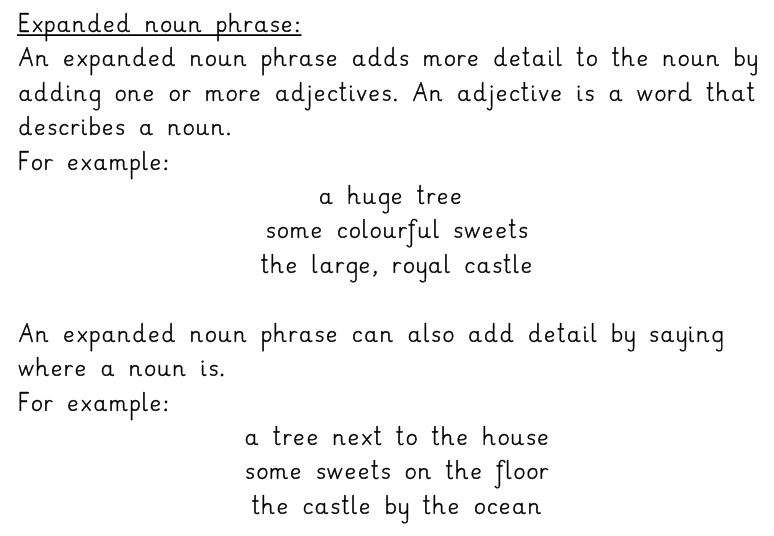 Expanded noun phrase:
An expanded noun phrase adds more detail to the noun by
adding one or more adjectives. An adjective is a word that
describes a noun.
For example:
a huge tree
some colourful sweets
the large, royal castle
An expanded noun phrase can also add detail by saying
where a noun is.
For example:
a tree next to the house
some sweets on the floor
the castle by the ocean